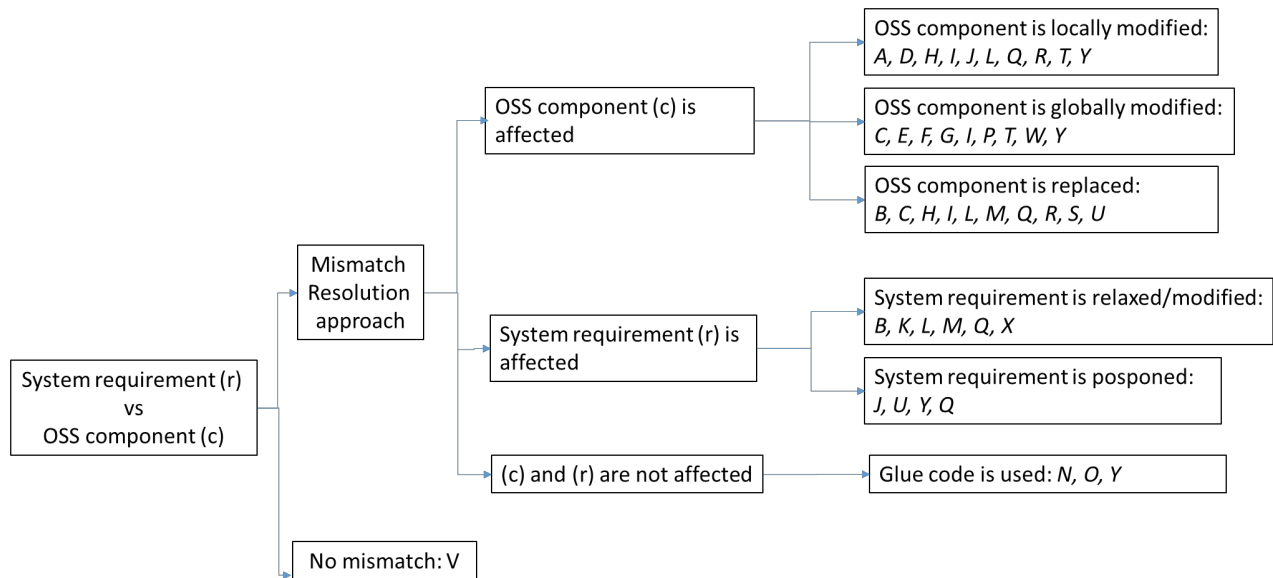 OSS component is locally modified:
A, D, H, I, J, L, Q, R, T, Y
OSS component (c) is
affected
OSS component is globally modified:
C, E, F, G, I, P, T, W, Y
OSS component is replaced:
B, C, H, I, L, M, Q, R, S, U
Mismatch
Resolution
approach
System requirement is relaxed/modified:
B, K, L, M, Q, X
System requirement (r) is
affected
System requirement is posponed:
J, U, Y, Q
System requirement (r)
vs
OSS component (c)
(c) and (r) are not affected
Glue code is used: N, O, Y
No mismatch: V